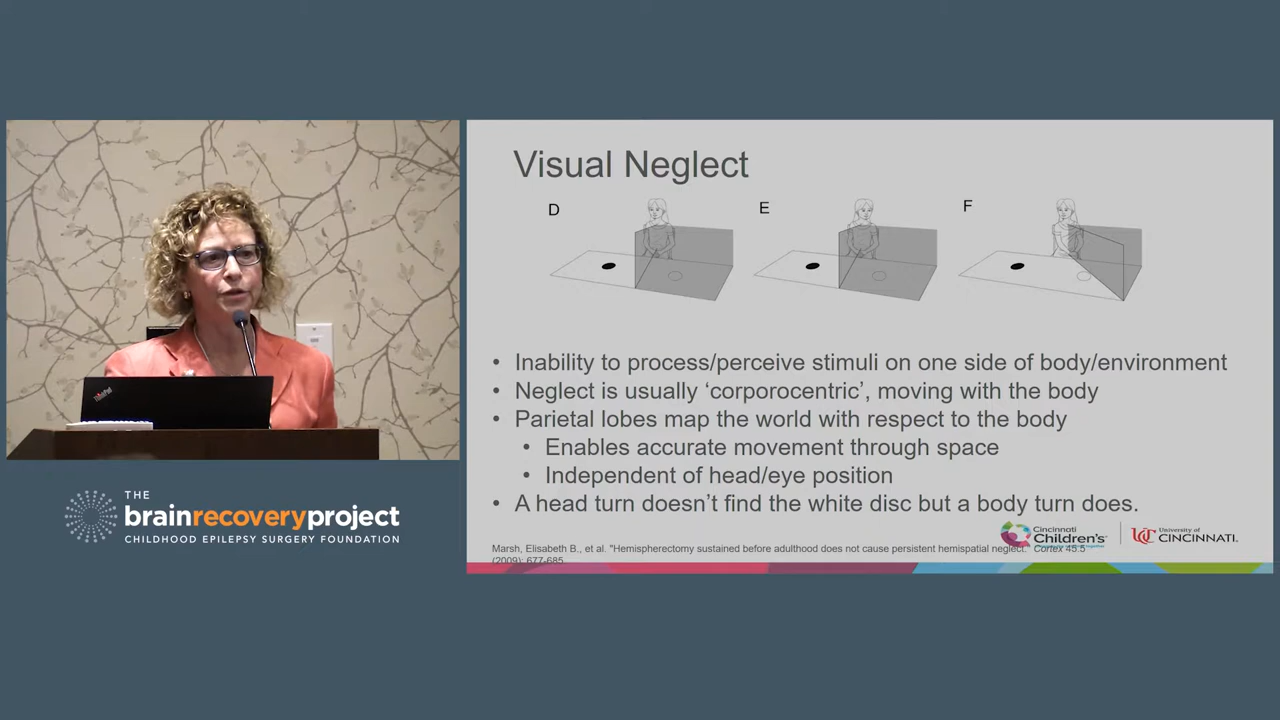 Visual Neglect
D
E
F
• Inability to process/perceive stimuli on one side of body/environment
• Neglect is usually ‘corporocentric’, moving with the body
• Parietal lobes map the world with respect to the body
• Enables accurate movement through space
• Independent of head/eye position
• A head turn doesn’t find the white disc but a body turn does.
Cincinnati
Children's
University of
CINCINNATI.
Marsh, Elisabeth B., et al. "Hemispherectomy sustained before adulthood does not cause persistent hemispatial neglect." Cortex 45.5
(2009): 677-685.
ThinkPad
THE
brainrecoveryproject
CHILDHOOD EPILEPSY SURGERY FOUNDATION